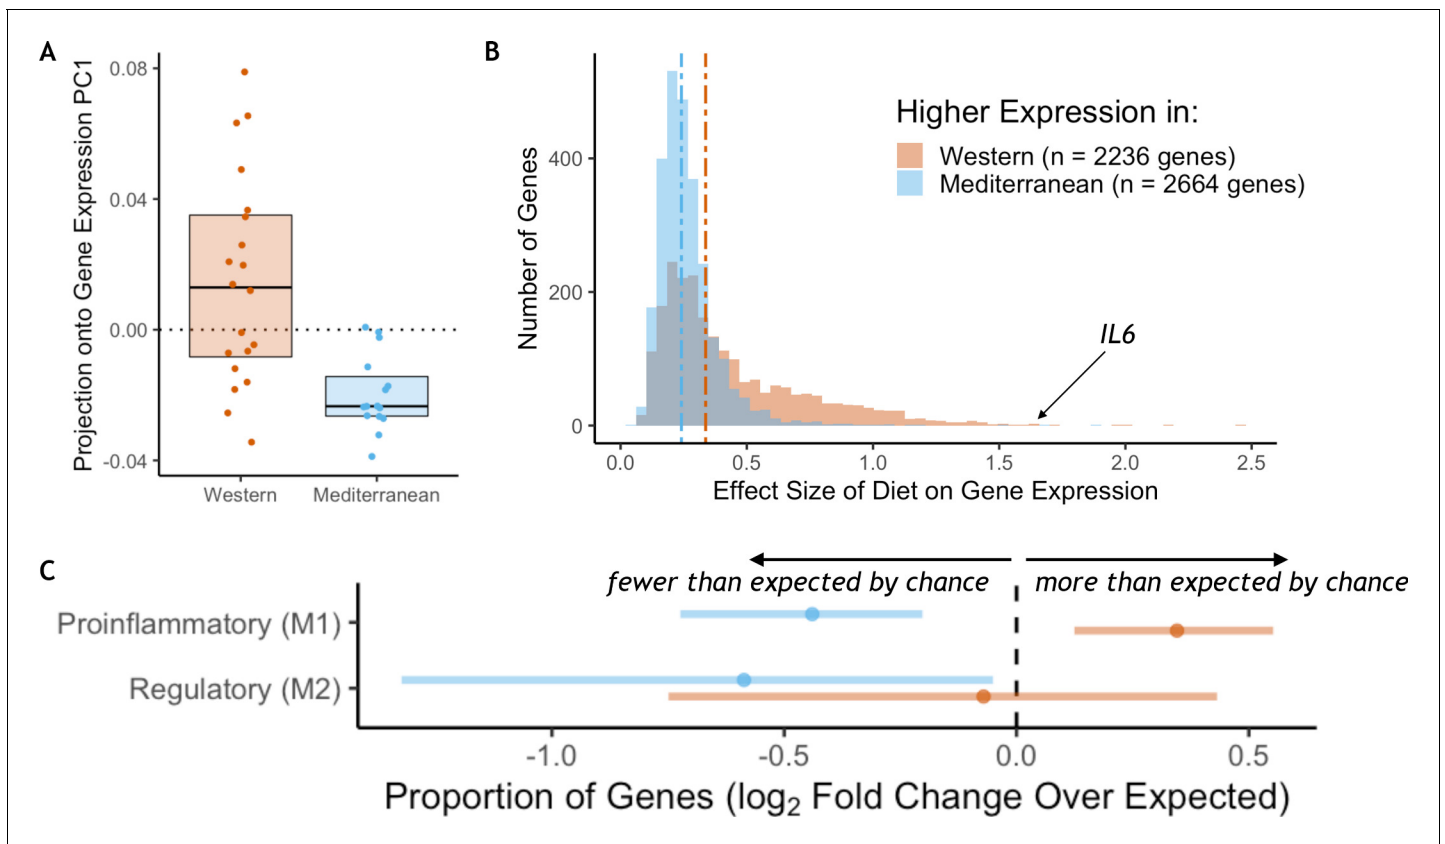 A
Projection onto Gene Expression PC1
0.08
0.04
0.00
-0.04
Western
Mediterranean
B
Number of Genes
400
200
0
Higher Expression in:
Western (n = 2236 genes)
Mediterranean (n = 2664 genes)
IL6
0.0
0.5
1.0
1.5
2.0
2.5
Effect Size of Diet on Gene Expression
C
fewer than expected by chance
more than expected by chance
Proinflammatory (M1)
Regulatory (M2)
-1.0
-0.5
0.0
0.5
Proportion of Genes (log₂ Fold Change Over Expected)